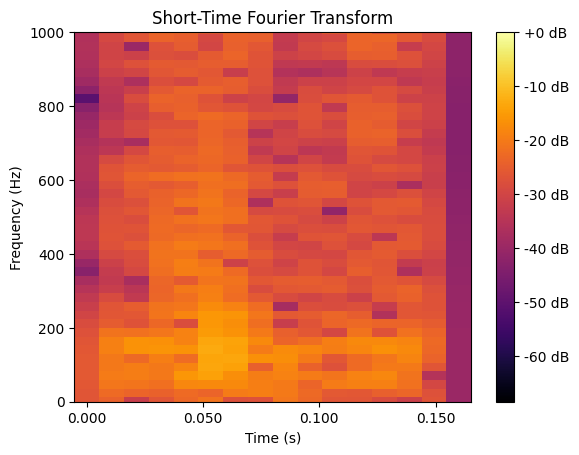 Short-Time Fourier Transform
1000
800
600
400
200
0
Frequency (Hz)
0.000
0.050
0.100
0.150
Time (s)
+0 dB
-10 dB
-20 dB
-30 dB
-40 dB
-50 dB
-60 dB